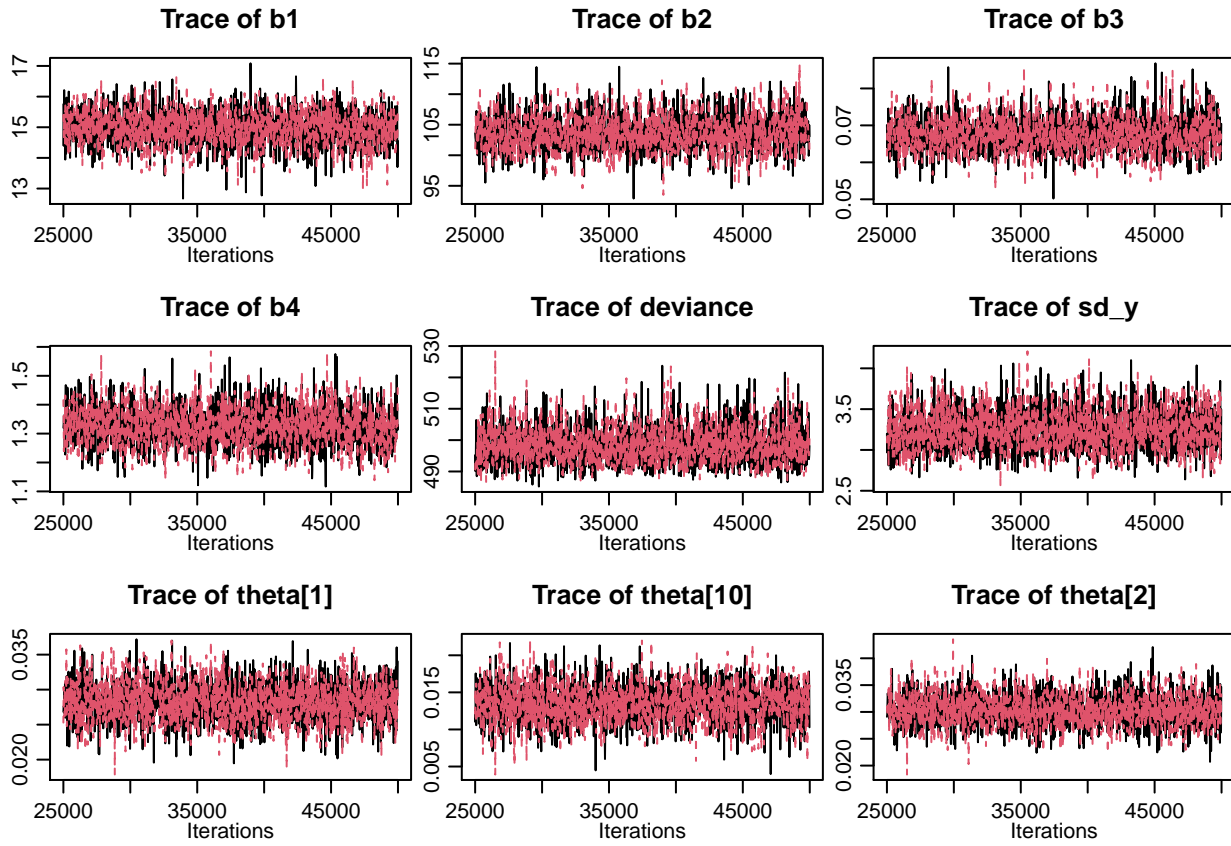 Trace of b1
Trace of b2
Trace of b3
17
15
13
25000
35000
45000
Iterations
115
105
95
25000
35000
45000
Iterations
0.07
0.05
25000
35000
45000
Iterations
Trace of b4
Trace of deviance
Trace of sd_y
1.5
1.3
1.1
25000
35000
45000
Iterations
530
510
490
25000
35000
45000
Iterations
3.5
2.5
25000
35000
45000
Iterations
Trace of theta[1]
Trace of theta[10]
Trace of theta[2]
0.035
0.020
25000
35000
45000
Iterations
0.015
0.005
25000
35000
45000
Iterations
0.035
0.020
25000
35000
45000
Iterations